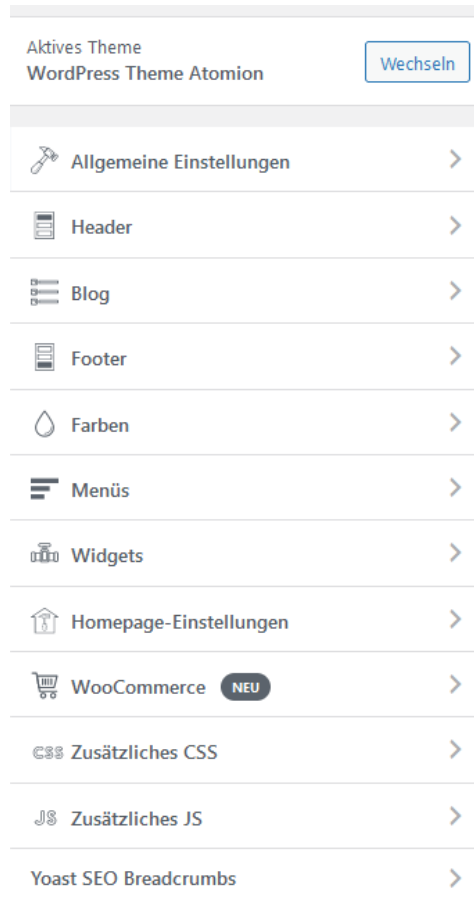 Aktives Theme
WordPress Theme Atomion
Wechseln
Allgemeine Einstellungen
Header
Blog
Footer
Farben
Menüs
Widgets
Homepage-Einstellungen
WooCommerce NEU
CSS Zusätzliches CSS
JS Zusätzliches JS
Yoast SEO Breadcrumbs